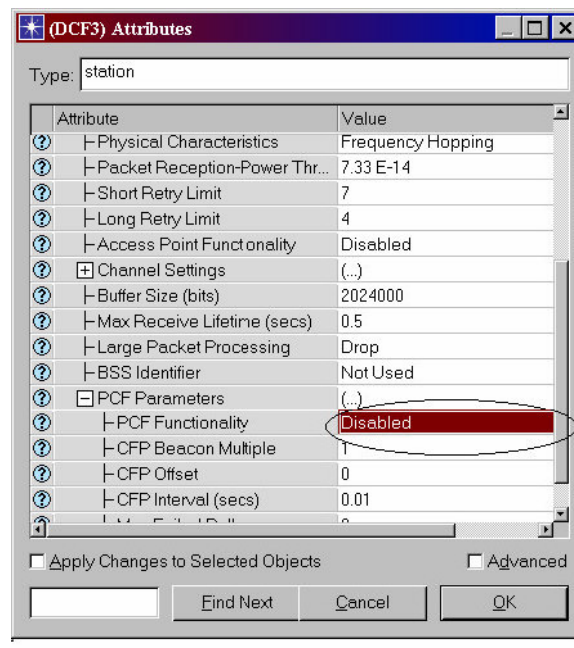 (DCF3) Attributes
Type: station
Attribute Value
Physical Characteristics Frequency Hopping
Packet Reception-Power Thr... 7.33 E-14
Short Retry Limit 7
Long Retry Limit 4
Access Point Funct onality Disabled
Channel Settings (...)
Buffer Size (bits) 2024000
Max Receive Lifetime (secs) 0.5
Large Packet Processing Drop
BSS Identifier Not Used
PCF Parameters (...)
PCF Functionality Disabled
CFP Beacon Multiple 1
CFP Offset 0
CFP Interval (secs) 0.01
Apply Changes to Selected Objects Advanced
Find Next Cancel OK